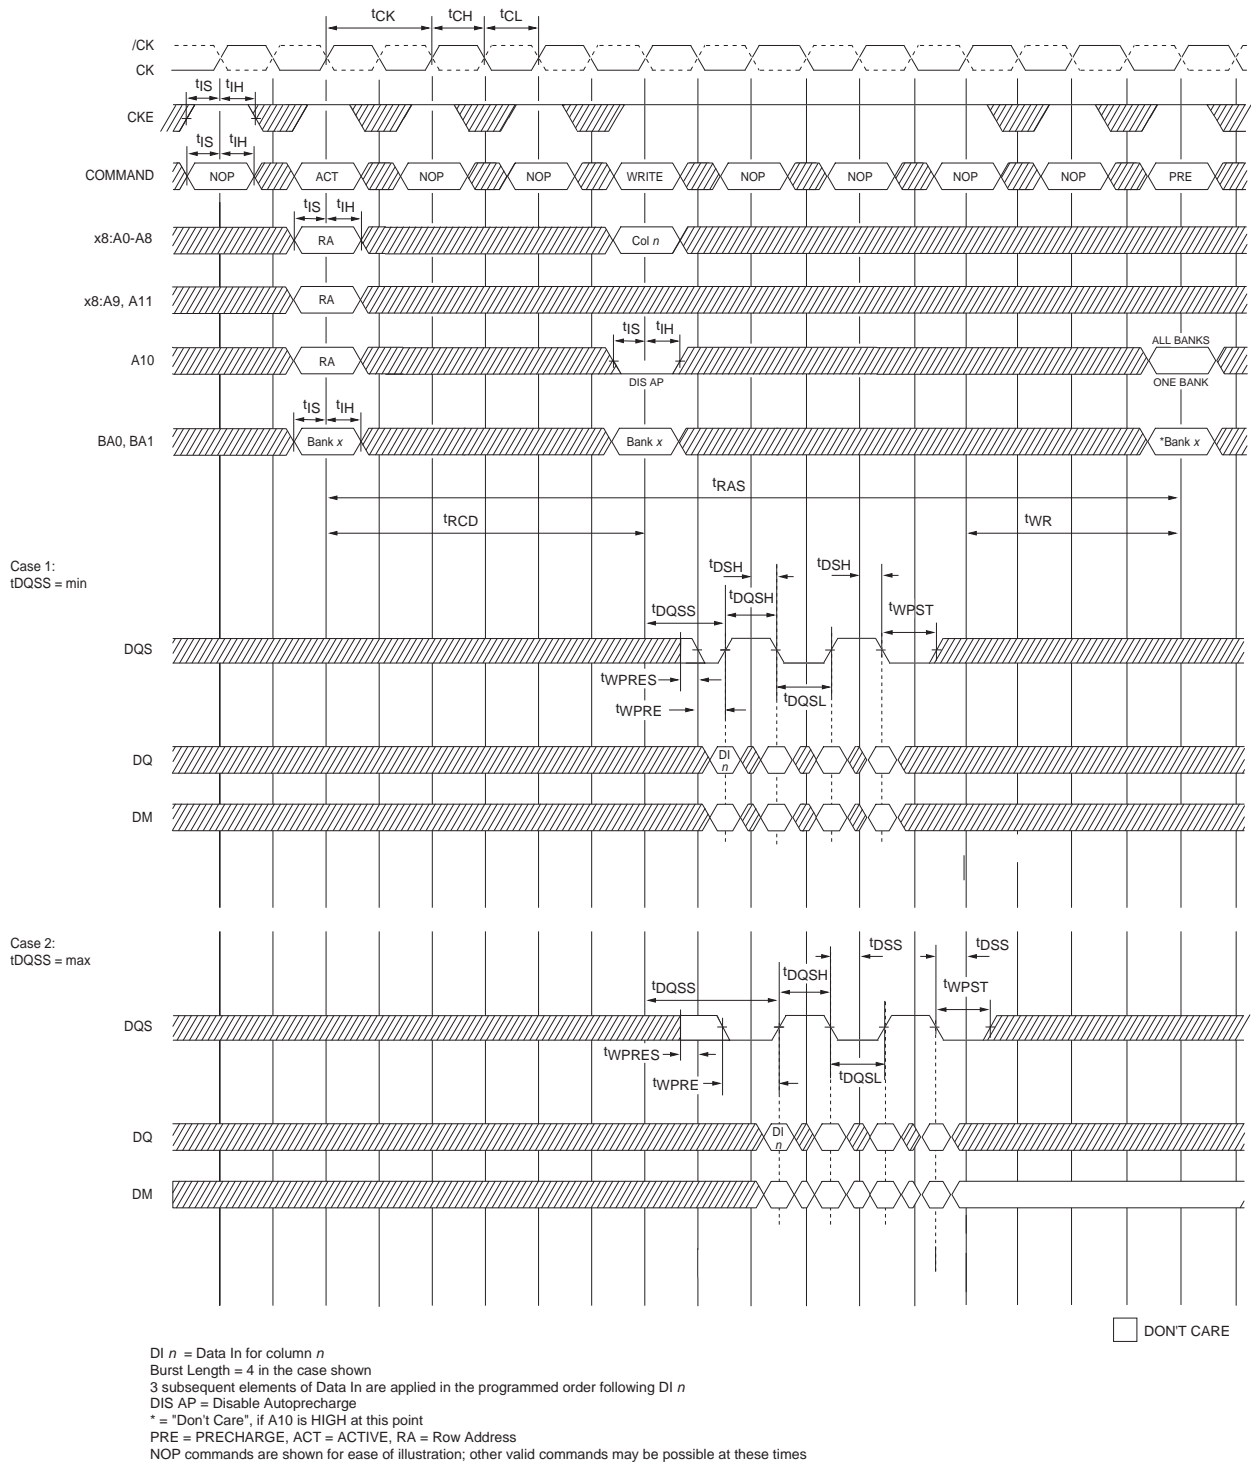 tCK tCH tCL
/CK
CK
tIS tIH
CKE
tIS tIH
COMMAND NOP ACT NOP NOP WRITE NOP NOP NOP NOP PRE
tIS tIH
x8:A0-A8 RA Col n
x8:A9, A11 RA
tIS tIH
ALL BANKS
A10 RA
DIS AP ONE BANK
tIS tIH
BA0, BA1 Bank x Bank x *Bank x
tRAS
tRCD tWR
Case 1:
tDQSS = min
tDSH tDSH
tDQSH
tDQSS tWPST
DQS
tWPRES
tDQSL
tWPRE
DQ DI
n
DM
Case 2:
tDQSS = max
tDSS tDSS
tDQSH
tDQSS tWPST
DQS
tWPRES
tDQSL
tWPRE
DQ DI
n
DM
DON'T CARE
DI n = Data In for column n
Burst Length = 4 in the case shown
3 subsequent elements of Data In are applied in the programmed order following DI n
DIS AP = Disable Autoprecharge
* = "Don't Care", if A10 is HIGH at this point
PRE = PRECHARGE, ACT = ACTIVE, RA = Row Address
NOP commands are shown for ease of illustration; other valid commands may be possible at these times